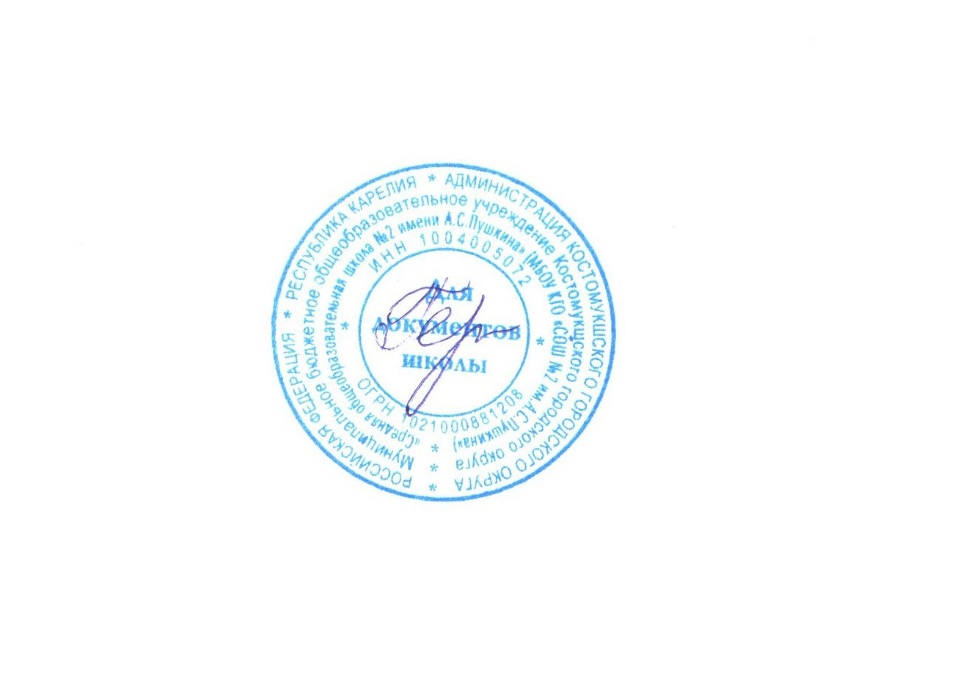 РОССИЙСКАЯ ФЕДЕРАЦИЯ * РЕСПУБЛИКА КАРЕЛИЯ * АДМИНИСТРАЦИЯ КОСТОМУКШСКОГО ГОРОДСКОГО ОКРУГА *
Муниципальное бюджетное общеобразовательное учреждение Костомукшского городского округа *
«Средняя общеобразовательная школа №2 имени А.С.Пушкина» (МБОУ КГО «СОШ №2 им.А.С.Пушкина») *
* ИНН 1004005072 * ОГРН 1021000881208
Для
документов
школы